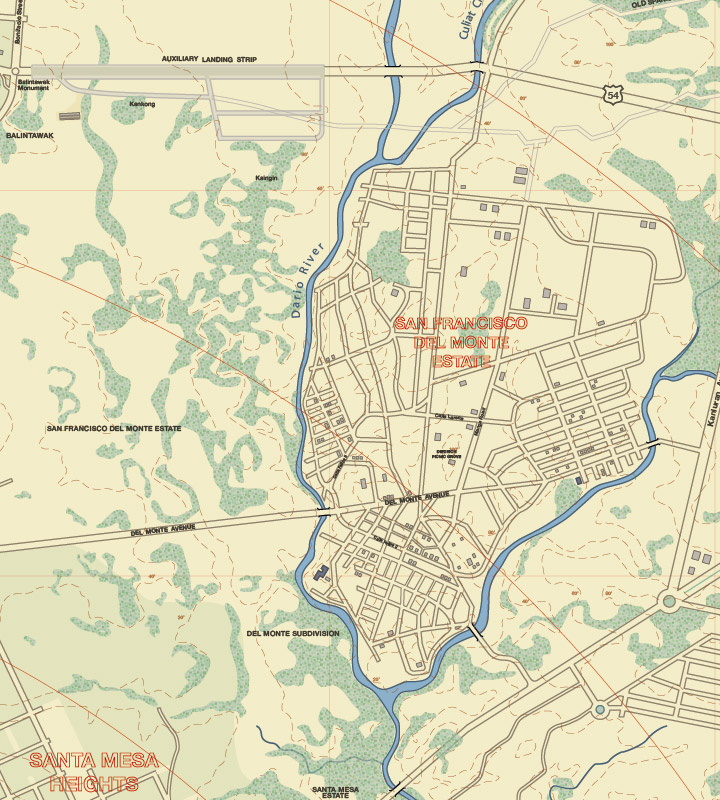 Bonifacio Street
OLD SPANISH
Culiat C
AUXILIARY LANDING STRIP
Balintawak
Monument
54
Kankong
BALINTAWAK
Kaingin
Dario River
SAN FRANCISCO
DEL MONTE
ESTATE
SAN FRANCISCO DEL MONTE ESTATE
DEL MONTE AVENUE
DEL MONTE AVENUE
DEL MONTE SUBDIVISION
SANTA MESA
HEIGHTS
SANTA MESA
ESTATE